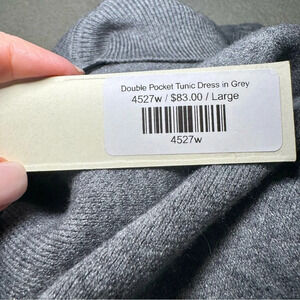 Double Pocket Tunic Dress in Grey
4527w / $83.00 / Large
4527w